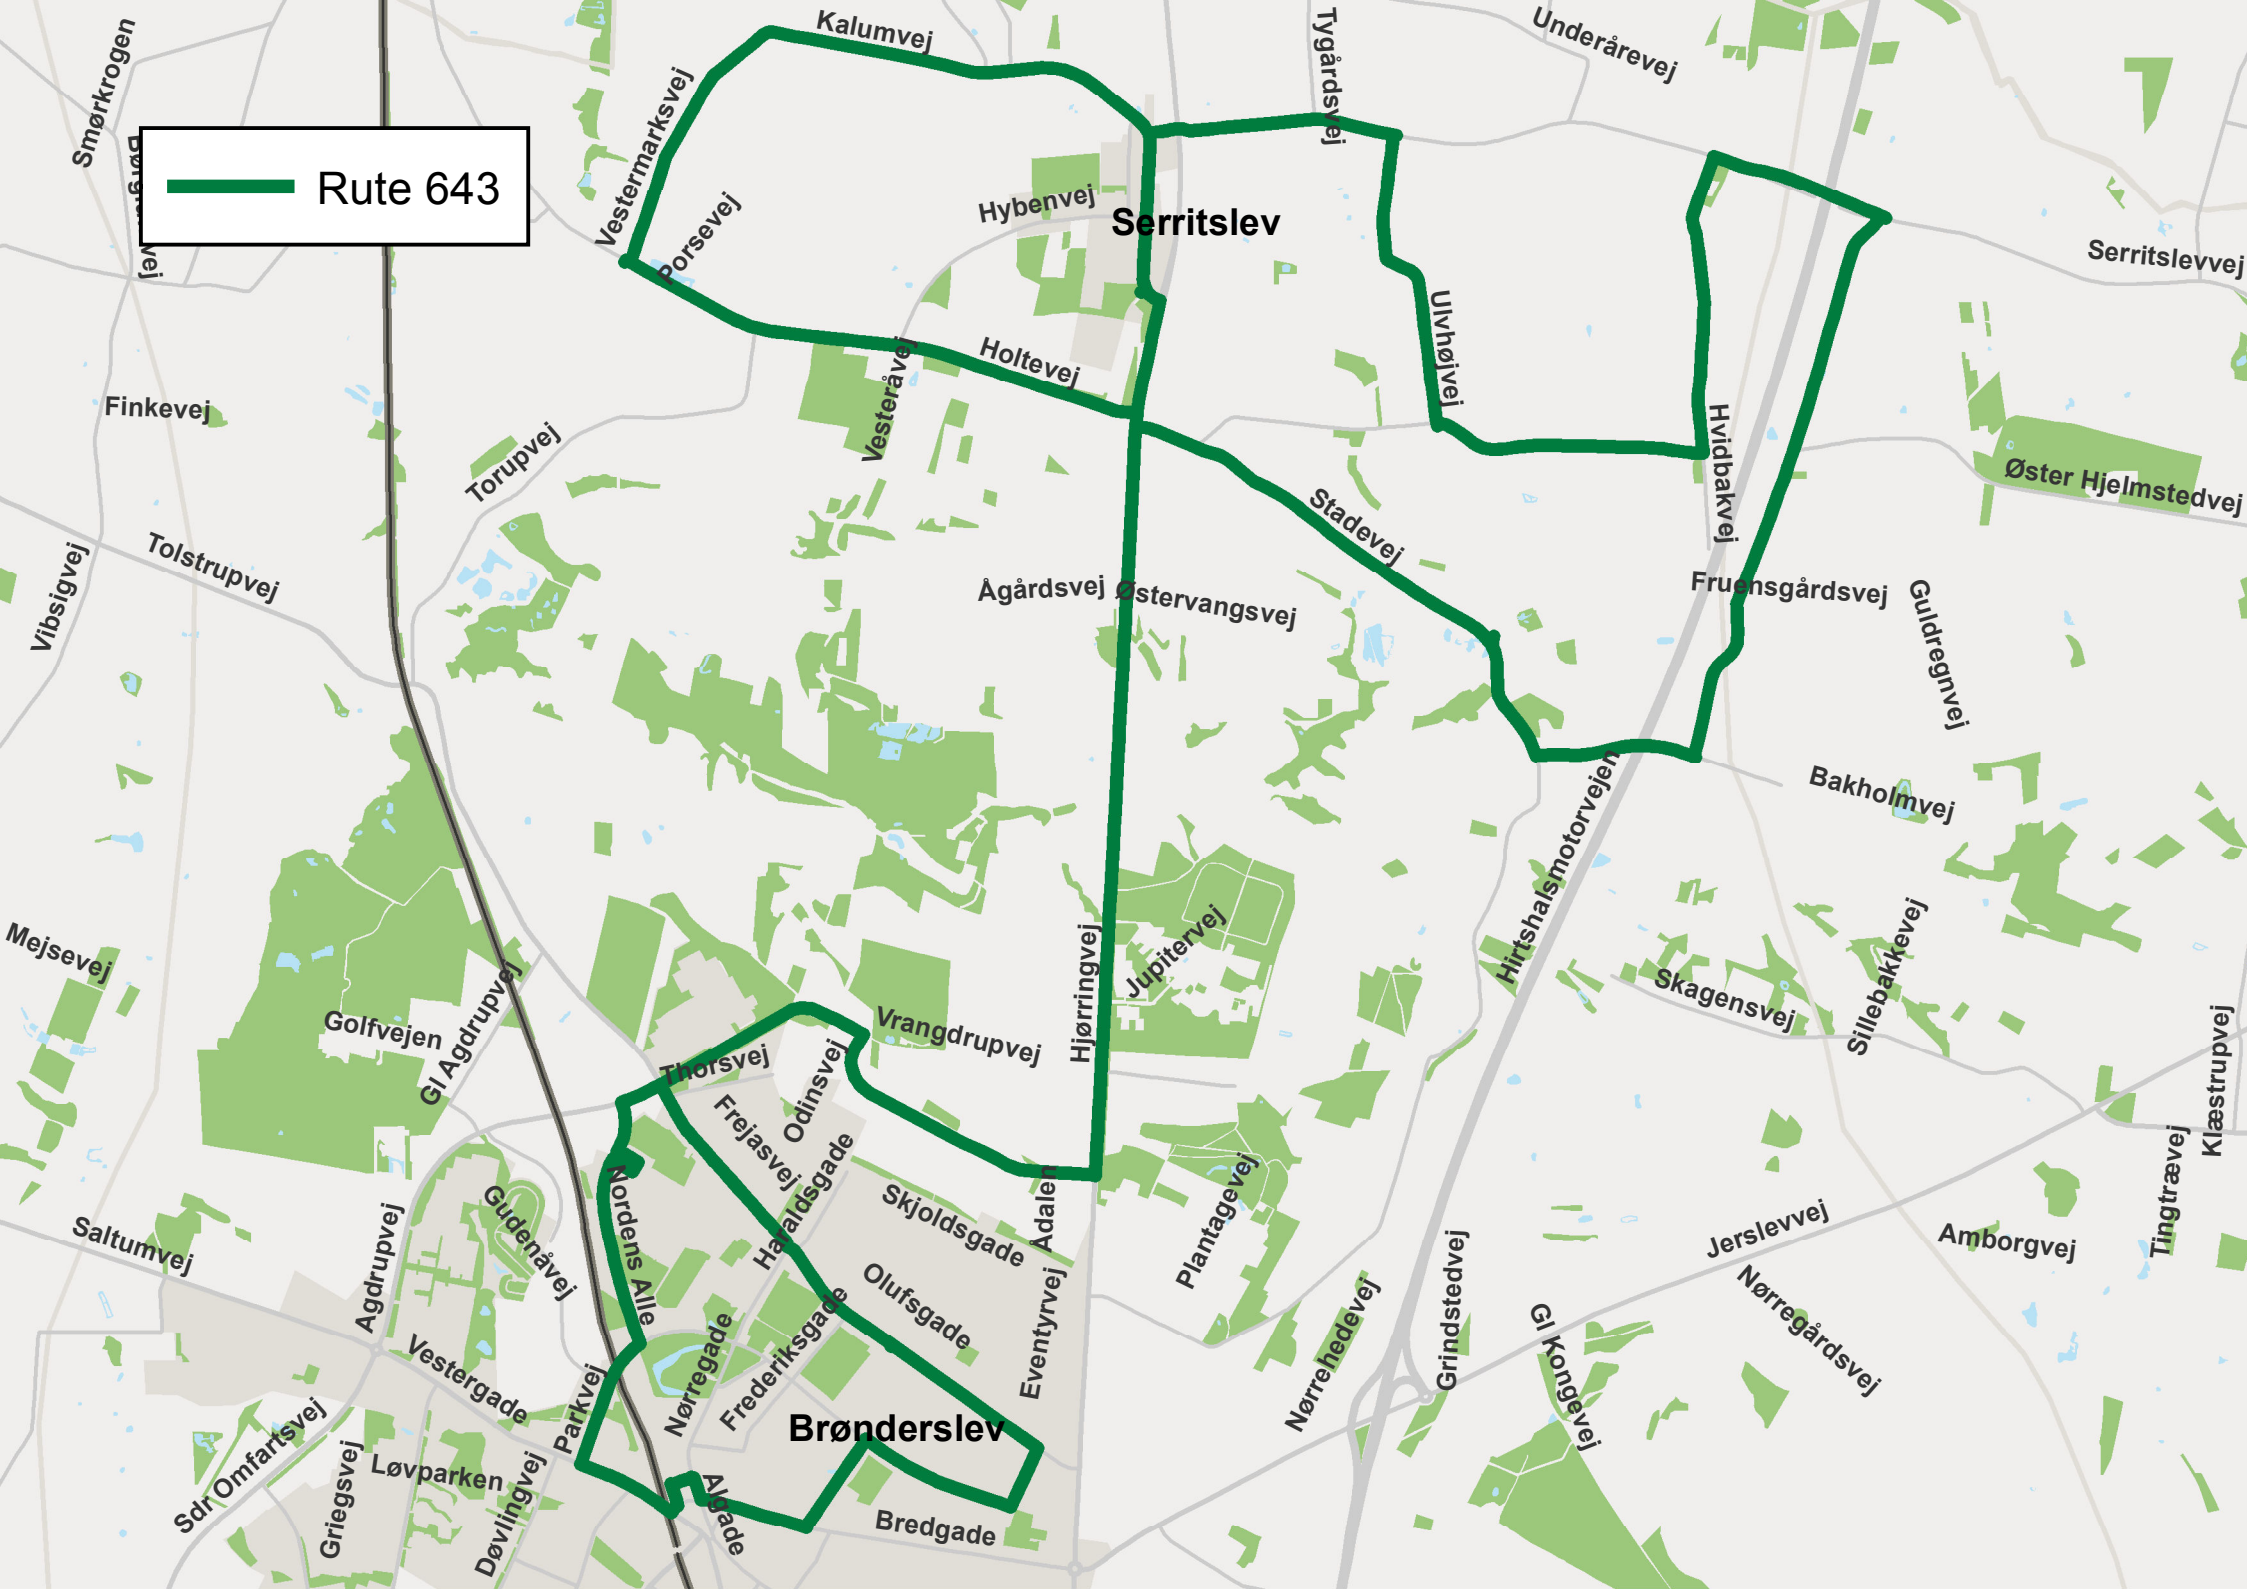 Kalumvej
Tygårdsvej
Underårevej
Smørkrogen
Vestermarksvej
Rute 643
Porsevej
Hybenvej
Serritslev
Serritslevvej
Ulvhøjvej
Holtevej
Vesteråvej
Finkevej
Torupvej
Hvidbakvej
Øster Hjelmstedvej
Stadevej
Tolstrupvej
Vibsigvej
Ågårdsvej
Østervangsvej
Fruensgårdsvej
Guldregnvej
Bakholmvej
Hirtshalsmotorvejen
Mejsevej
Golfvejen
Gl Agdrupvej
Jupitervej
Hjørringvej
Vrangdrupvej
Skagensvej
Sillebakkevej
Thorsvej
Odinsvej
Frejasvej
Haraldsgade
Klæstrupvej
Tingtrævej
Nordens Alle
Gudenåvej
Skjoldsgade
Ådalen
Plantagevej
Saltumvej
Agdrupvej
Jerslevvej
Amborgvej
Olufsgade
Eventyrvej
Nørrehedevej
Grindstedvej
Nørregårdsvej
Gl Kongevej
Vestergade
Nørregade
Frederiksgade
Parkvej
Brønderslev
Sdr Omfartsvej
Griegsvej
Løvparken
Døvlingvej
Algade
Bredgade